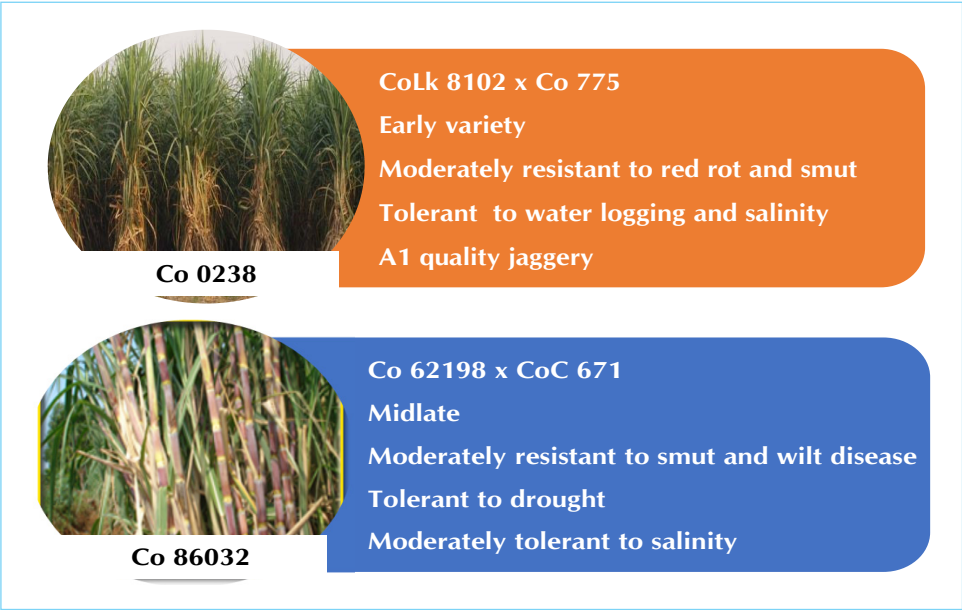 CoLk 8102 x Co 775
Early variety
Moderately resistant to red rot and smut
Tolerant to water logging and salinity
A1 quality jaggery
Co 0238
Co 62198 x CoC 671
Midlate
Moderately resistant to smut and wilt disease
Tolerant to drought
Moderately tolerant to salinity
Co 86032